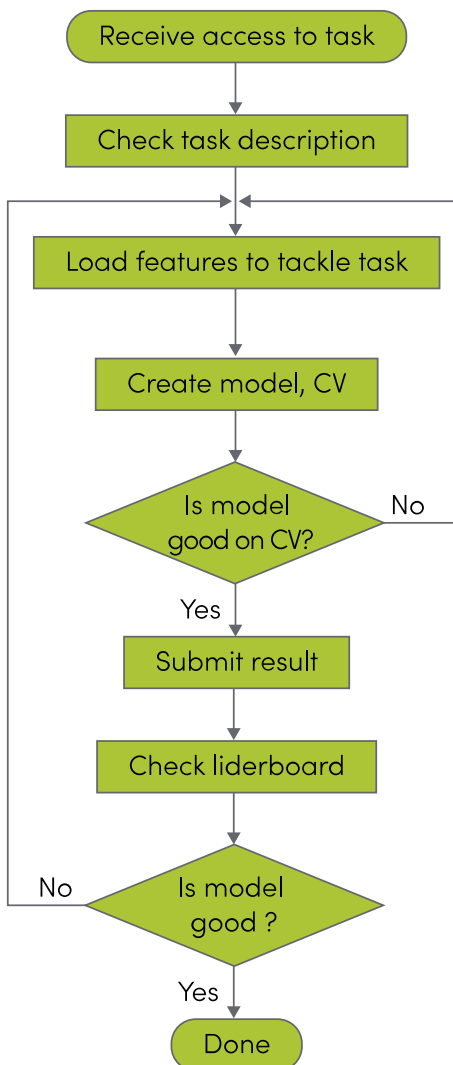 Receive access to task
Check task description
Load features to tackle task
Create model, CV
Is model
good on CV?
No
Yes
Submit result
Check liderboard
No
Is model
good ?
Yes
Done